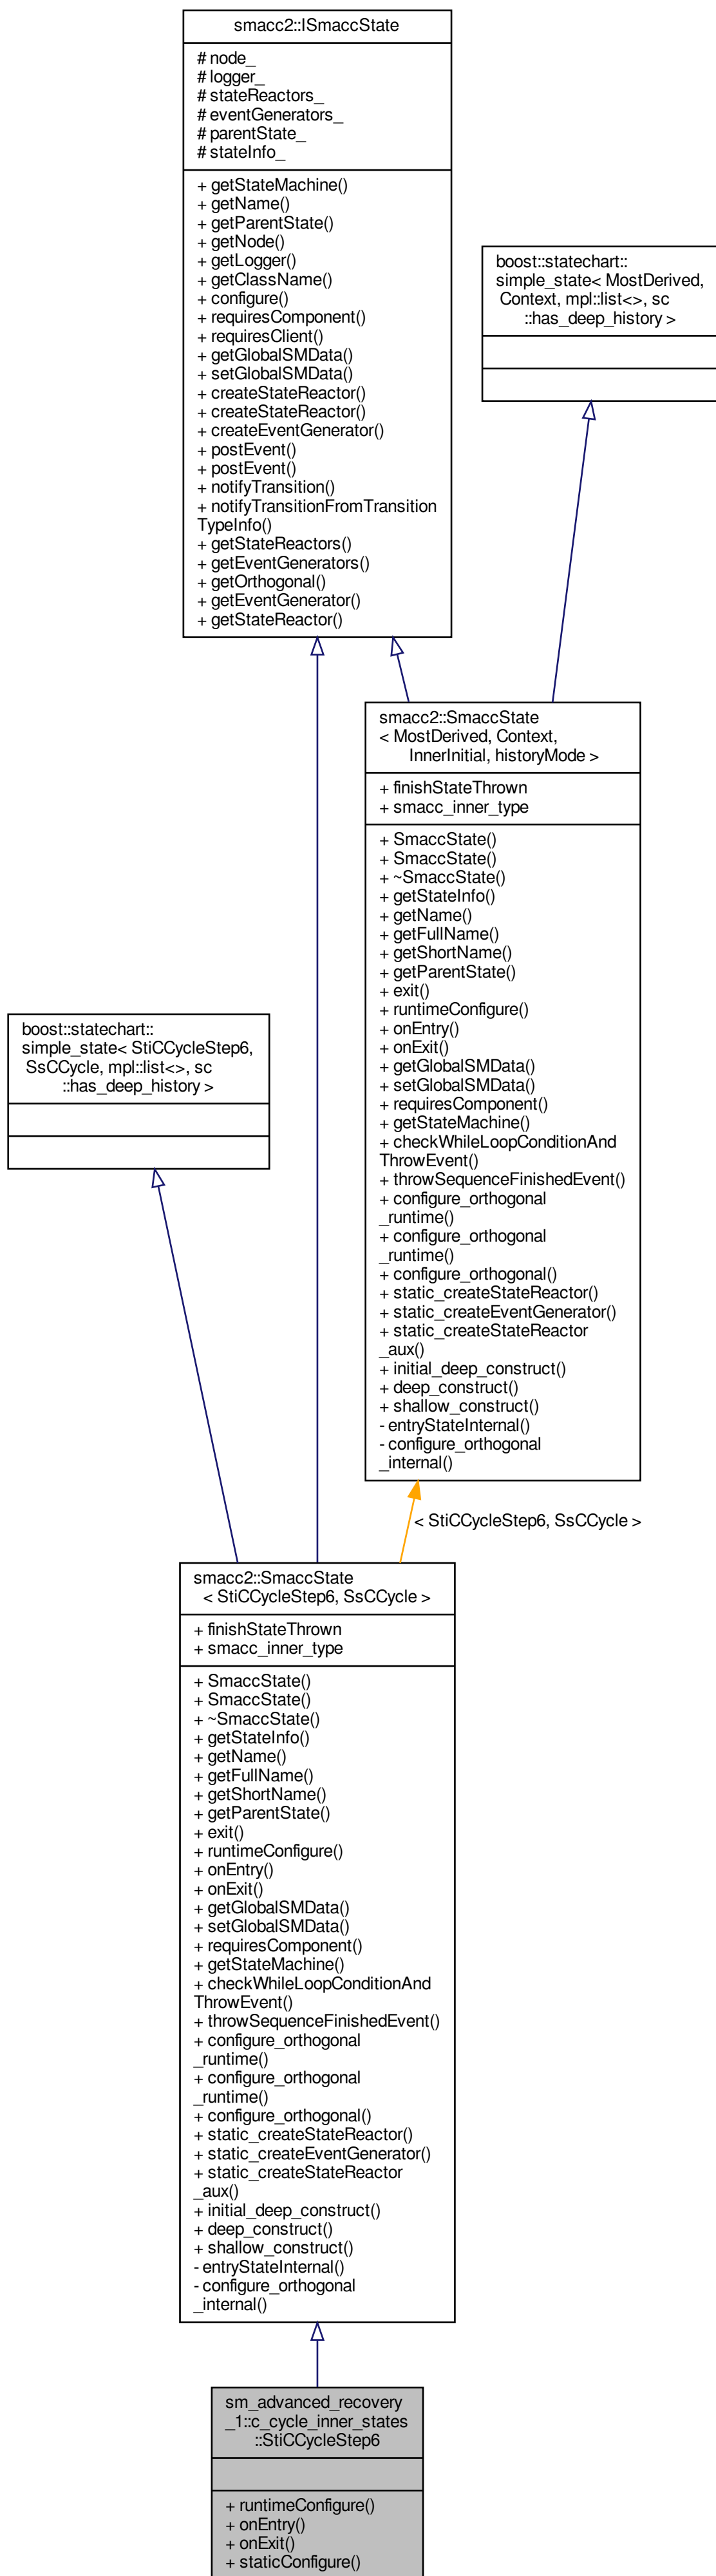 smacc2::ISmaccState
# node_
# logger_
# stateReactors_
# eventGenerators_
# parentState_
# stateInfo_
+ getStateMachine()
+ getName()
+ getParentState()
+ getNode()
+ getLogger()
+ getClassName()
+ configure()
+ requiresComponent()
+ requiresClient()
+ getGlobalSMData()
+ setGlobalSMData()
+ createStateReactor()
+ createStateReactor()
+ createEventGenerator()
+ postEvent()
+ postEvent()
+ notifyTransition()
+ notifyTransitionFromTransition
TypeInfo()
+ getStateReactors()
+ getEventGenerators()
+ getOrthogonal()
+ getEventGenerator()
+ getStateReactor()
boost::statechart::
simple_state< MostDerived,
Context, mpl::list<>, sc
::has_deep_history >
smacc2::SmaccState
< MostDerived, Context,
InnerInitial, historyMode >
+ finishStateThrown
+ smacc_inner_type
+ SmaccState()
+ SmaccState()
+ ~SmaccState()
+ getStateInfo()
+ getName()
+ getFullName()
+ getShortName()
+ getParentState()
+ exit()
+ runtimeConfigure()
+ onEntry()
+ onExit()
+ getGlobalSMData()
+ setGlobalSMData()
+ requiresComponent()
+ getStateMachine()
+ checkWhileLoopConditionAnd
ThrowEvent()
+ throwSequenceFinishedEvent()
+ configure_orthogonal
_runtime()
+ configure_orthogonal
_runtime()
+ configure_orthogonal()
+ static_createStateReactor()
+ static_createEventGenerator()
+ static_createStateReactor
_aux()
+ initial_deep_construct()
+ deep_construct()
+ shallow_construct()
- entryStateInternal()
- configure_orthogonal
_internal()
boost::statechart::
simple_state< StiCCycleStep6,
SsCCycle, mpl::list<>, sc
::has_deep_history >
< StiCCycleStep6, SsCCycle >
smacc2::SmaccState
< StiCCycleStep6, SsCCycle >
+ finishStateThrown
+ smacc_inner_type
+ SmaccState()
+ SmaccState()
+ ~SmaccState()
+ getStateInfo()
+ getName()
+ getFullName()
+ getShortName()
+ getParentState()
+ exit()
+ runtimeConfigure()
+ onEntry()
+ onExit()
+ getGlobalSMData()
+ setGlobalSMData()
+ requiresComponent()
+ getStateMachine()
+ checkWhileLoopConditionAnd
ThrowEvent()
+ throwSequenceFinishedEvent()
+ configure_orthogonal
_runtime()
+ configure_orthogonal
_runtime()
+ configure_orthogonal()
+ static_createStateReactor()
+ static_createEventGenerator()
+ static_createStateReactor
_aux()
+ initial_deep_construct()
+ deep_construct()
+ shallow_construct()
- entryStateInternal()
- configure_orthogonal
_internal()
sm_advanced_recovery
_1::c_cycle_inner_states
::StiCCycleStep6
+ runtimeConfigure()
+ onEntry()
+ onExit()
+ staticConfigure()